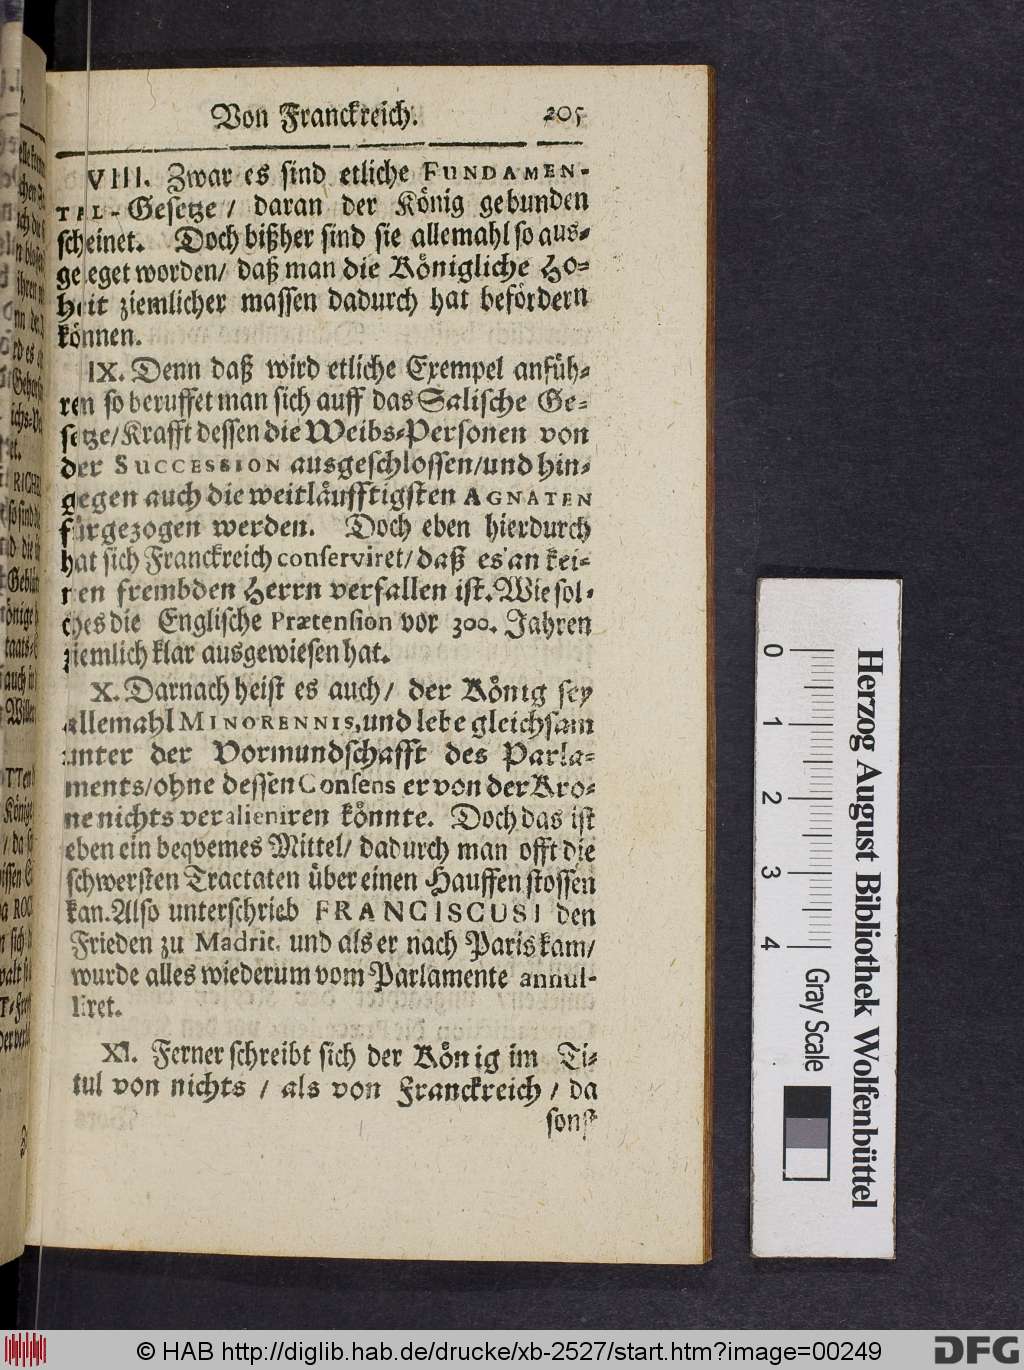 Von Franckreich. 205
VIII. Zwar es sind etliche FUNDAMEN-
TAL-Gesetze / daran der König gebunden
scheinet. Doch bißher sind sie allemahl so aus-
geleget worden / daß man die Königliche Ho-
heit ziemlicher massen dadurch hat befördern
können.
IX. Denn daß wird etliche Exempel anfüh-
ren so beruffet man sich auff das Salische Ge-
setze / Krafft dessen die Weibs-Personen von
der SUCCESSION ausgeschlossen / und hin-
gegen auch die weitläufftigsten AGNATEN
fürgezogen werden. Doch eben hierdurch
hat sich Franckreich conserviret / daß es an kei-
nen frembden Herrn verfallen ist. Wie sol-
ches die Englische Prætension vor 300. Jahren
ziemlich klar ausgewiesen hat.
X. Darnach heist es auch / der König sey
allemahl MINORENNIS, und lebe gleichsam
unter der Vormundschafft des Parla-
ments / ohne dessen Consens er von der Kro-
ne nichts veralieniren könnte. Doch das ist
eben ein beqvemes Mittel / dadurch man offt die
schwersten Tractaten über einen Hauffen stossen
kan. Also unterschrieb FRANCISCUS I den
Frieden zu Madrit. und als er nach Paris kam /
wurde alles wiederum vom Parlamente annul-
liret.
XI. Ferner schreibt sich der König im Ti-
tul von nichts / als von Franckreich / da
sonst
0 1 2 3 4
Gray Scale
Herzog August Bibliothek Wolfenbüttel
© HAB http://diglib.hab.de/drucke/xb-2527/start.htm?image=00249
DFG